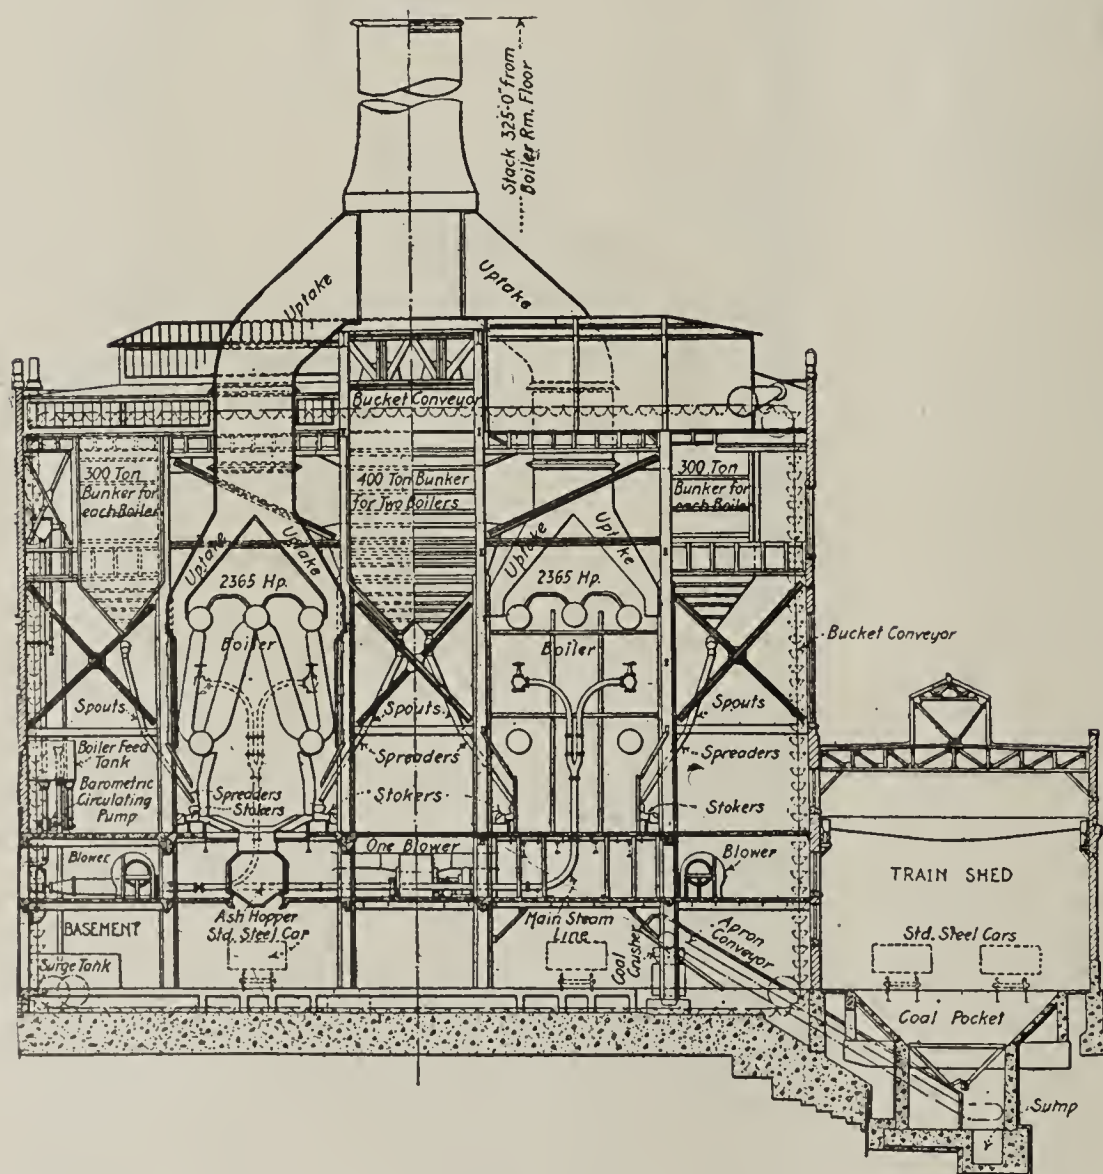 Stack 325'-0" from
Boiler Rm. Floor
Uptake
Uptake
Bucket Conveyor
300 Ton
Bunker for
each Boiler
400 Ton Bunker
for Two Boilers
300 Ton
Bunker for
each Boiler
Uptake
Uptake
Uptake
Uptake
2365 Hp.
2365 Hp.
Boiler
Boiler
Bucket Conveyor
Spouts
Spouts
Spouts
Boiler Feed
Tank
Barometric
Circulating
Pump
Spreaders
Spreaders
Spreaders
Stokers
Stokers
Stokers
One Blower
Blower
Blower
TRAIN SHED
BASEMENT
Ash Hopper
Std. Steel Car
Main Steam
Line
Coal
Crusher
Apron
Conveyor
Std. Steel Cars
Surge Tank
Coal Pocket
Sump